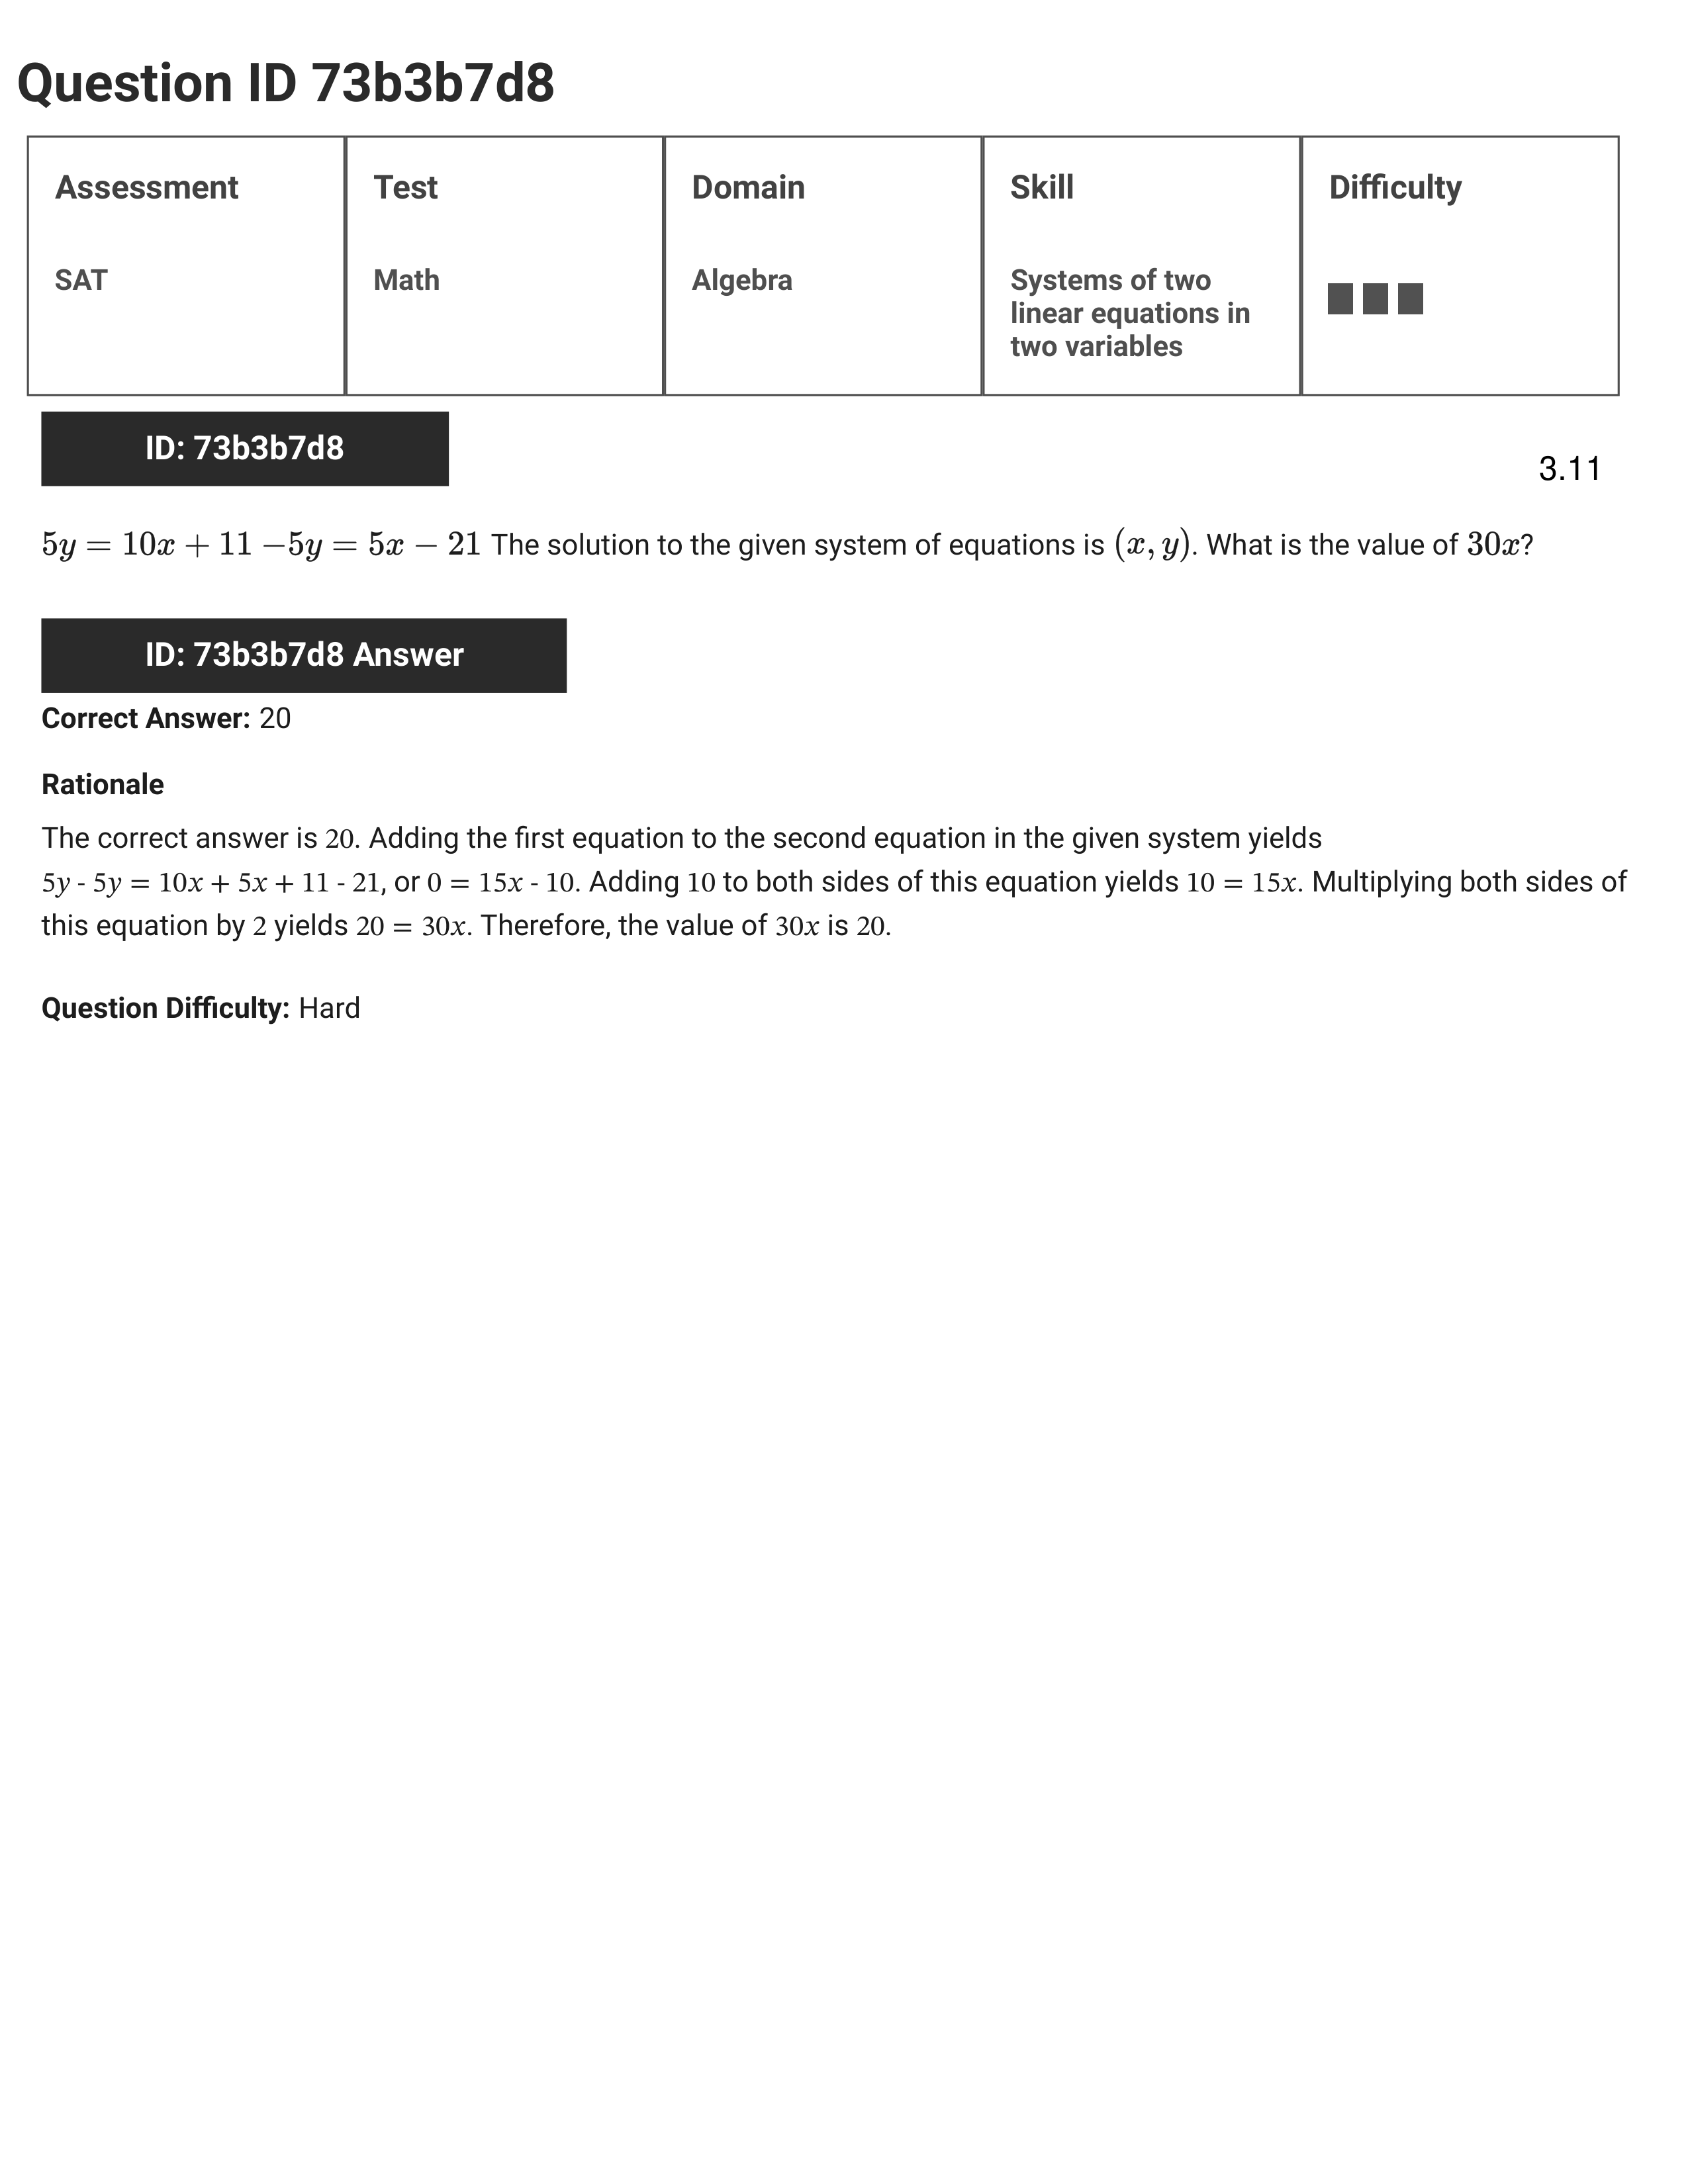 Question ID 73b3b7d8
Assessment
Test
Domain
Skill
Difficulty
SAT
Math
Algebra
Systems of two
linear equations in
two variables
ID: 73b3b7d8
3.11
5y = 10x + 11 −5y = 5x − 21 The solution to the given system of equations is (x, y). What is the value of 30x?
ID: 73b3b7d8 Answer
Correct Answer: 20
Rationale
The correct answer is 20. Adding the first equation to the second equation in the given system yields
5y - 5y = 10x + 5x + 11 - 21, or 0 = 15x - 10. Adding 10 to both sides of this equation yields 10 = 15x. Multiplying both sides of
this equation by 2 yields 20 = 30x. Therefore, the value of 30x is 20.
Question Difficulty: Hard